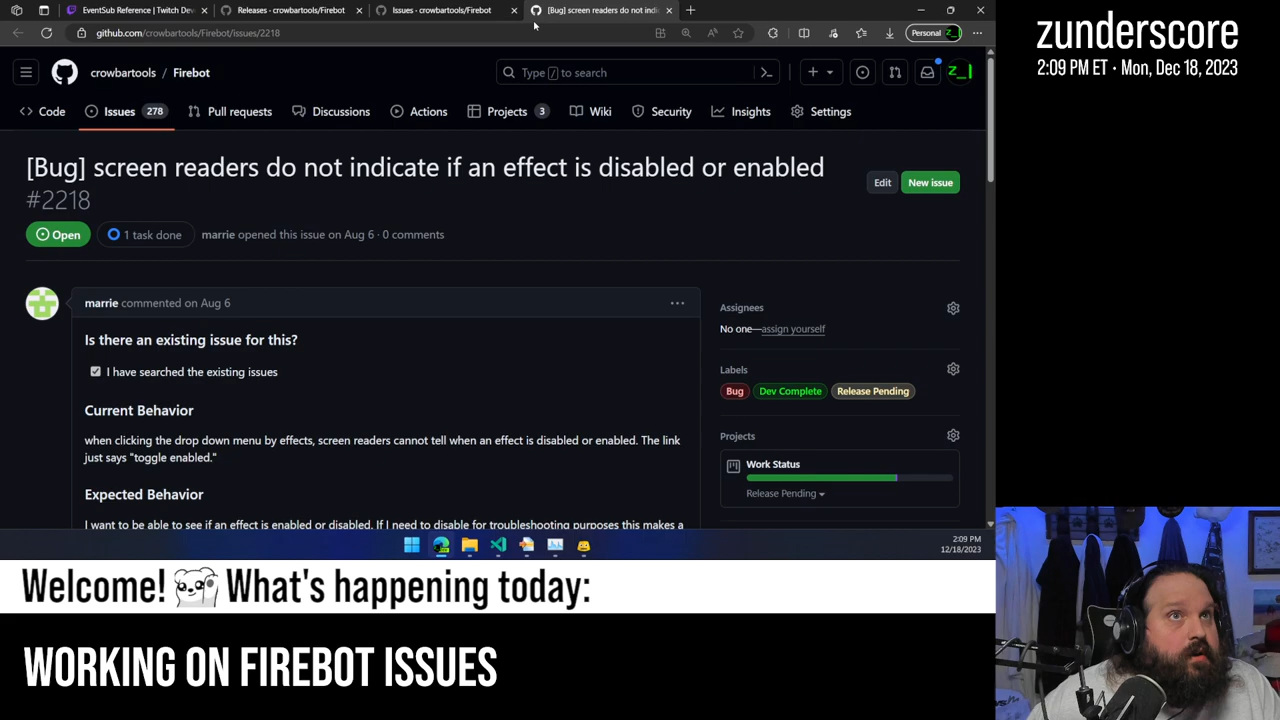 EventSub Reference | Twitch Dev
Releases - crowbartools/Firebot
Issues - crowbartools/Firebot
[Bug] screen readers do not indi
github.com/crowbartools/Firebot/issues/2218
Personal
crowbartools / Firebot
Type / to search
Code
Issues 278
Pull requests
Discussions
Actions
Projects 3
Wiki
Security
Insights
Settings
[Bug] screen readers do not indicate if an effect is disabled or enabled
#2218
Edit
New issue
Open
1 task done
marrie opened this issue on Aug 6 · 0 comments
marrie commented on Aug 6
Is there an existing issue for this?
I have searched the existing issues
Current Behavior
when clicking the drop down menu by effects, screen readers cannot tell when an effect is disabled or enabled. The link
just says "toggle enabled."
Expected Behavior
I want to be able to see if an effect is enabled or disabled. If I need to disable for troubleshooting purposes this makes a
Assignees
No one—assign yourself
Labels
Bug Dev Complete Release Pending
Projects
Work Status
Release Pending
2:09 PM
12/18/2023
zunderscore
2:09 PM ET · Mon, Dec 18, 2023
Welcome! What's happening today:
WORKING ON FIREBOT ISSUES